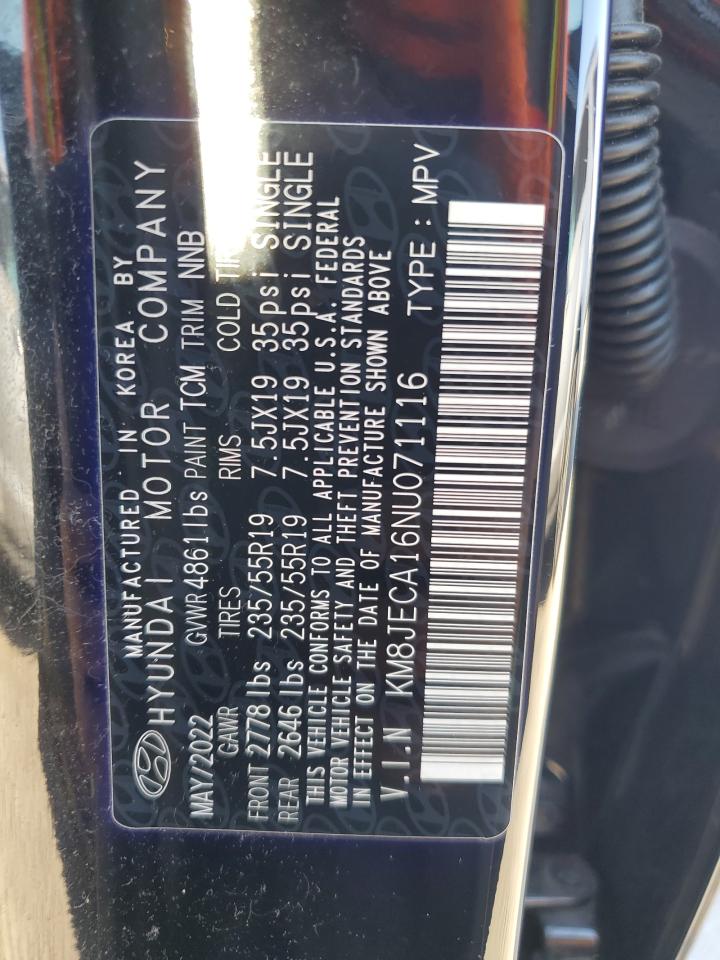 MANUFACTURED IN KOREA BY
HYUNDAI MOTOR COMPANY
MAY/2022 GVWR 4861lbs PAINT TCM TRIM NNB
GAWR TIRES RIMS COLD
FRONT 2778lbs 235/55R19 7.5JX19 35psi SINGLE
REAR 2646lbs 235/55R19 7.5JX19 35psi SINGLE
THIS VEHICLE CONFORMS TO ALL APPLICABLE U.S.A. FEDERAL
MOTOR VEHICLE SAFETY AND THEFT PREVENTION STANDARDS
IN EFFECT ON THE DATE OF MANUFACTURE SHOWN ABOVE
V.I.N KM8JECA16NU071116 TYPE : MPV